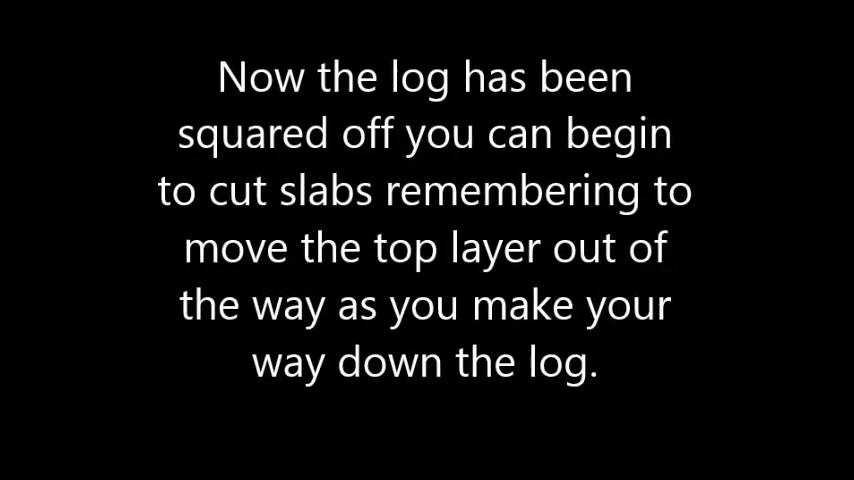 Now the log has been
squared off you can begin
to cut slabs remembering to
move the top layer out of
the way as you make your
way down the log.